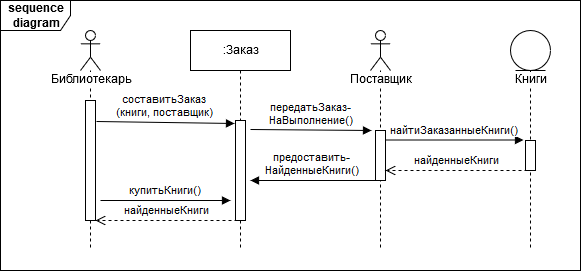 sequence
diagram
Библиотекарь
:Заказ
Поставщик
Книги
составитьЗаказ
(книги, поставщик)
передатьЗаказ-
НаВыполнение()
найтиЗаказанныеКниги()
найденныеКниги
предоставить-
НайденныеКниги()
купитьКниги()
найденныеКниги